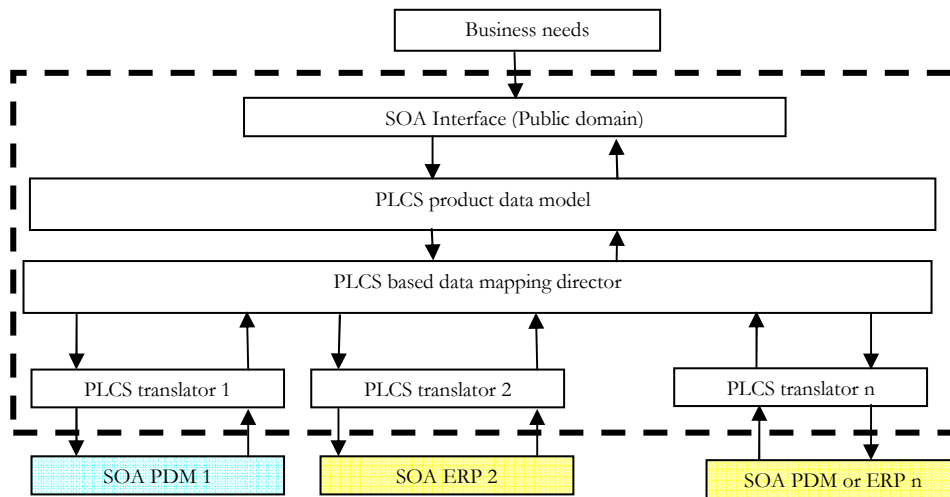 Business needs
SOA Interface (Public domain)
PLCS product data model
PLCS based data mapping director
PLCS translator 1
PLCS translator 2
PLCS translator n
SOA PDM 1
SOA ERP 2
SOA PDM or ERP n